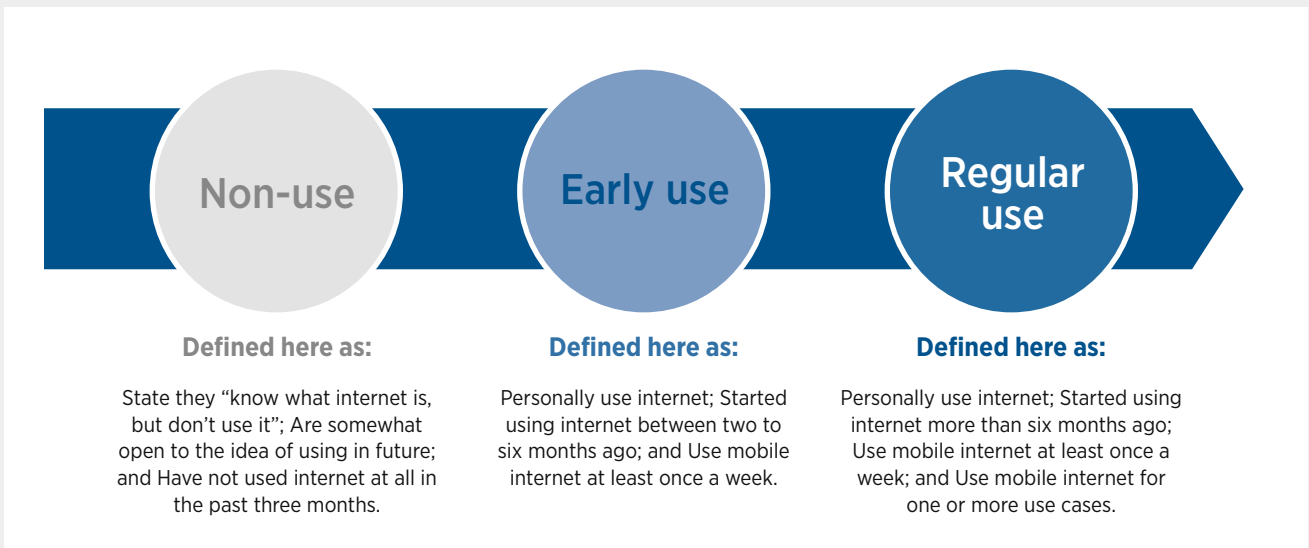 Non-use
Early use
Regular
use
Defined here as:
State they “know what internet is,
but don’t use it”; Are somewhat
open to the idea of using in future;
and Have not used internet at all in
the past three months.
Defined here as:
Personally use internet; Started
using internet between two to
six months ago; and Use mobile
internet at least once a week.
Defined here as:
Personally use internet; Started using
internet more than six months ago;
Use mobile internet at least once a
week; and Use mobile internet for
one or more use cases.